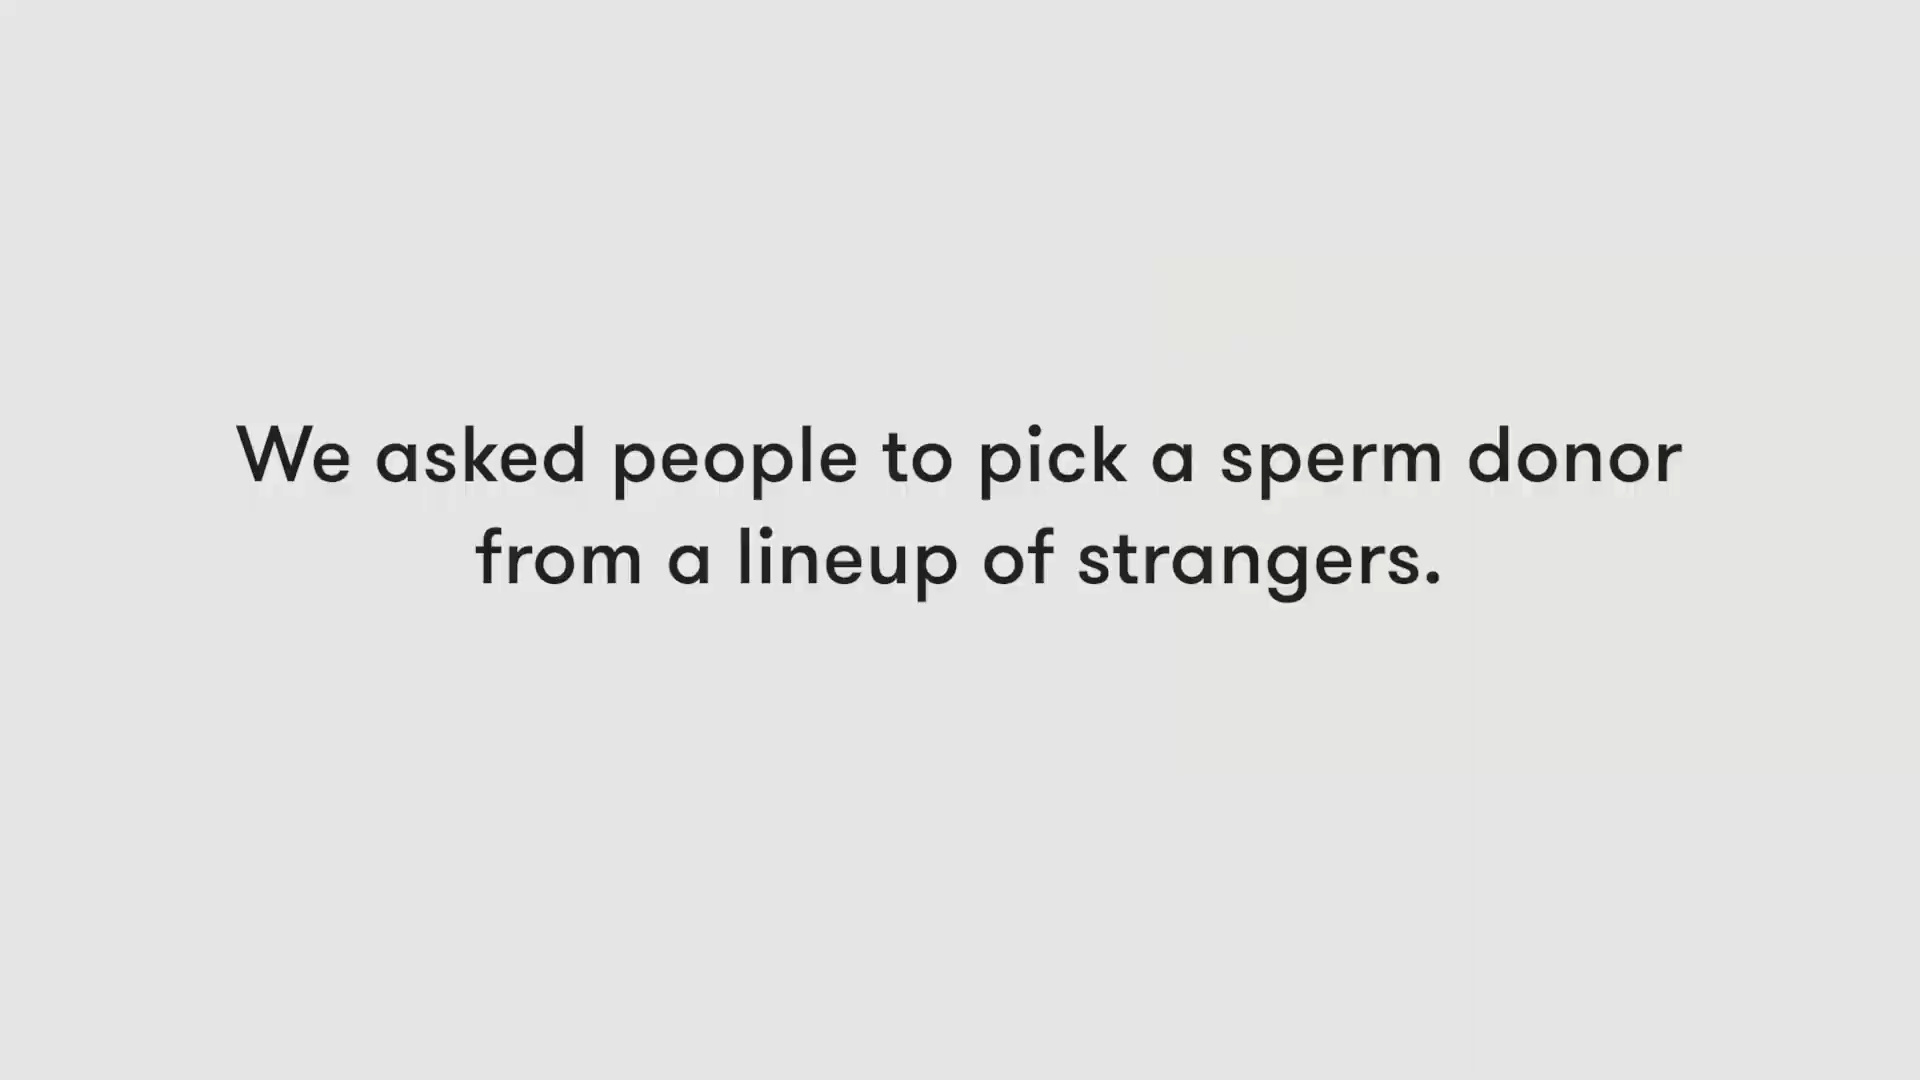 We asked people to pick a sperm donor
from a lineup of strangers.